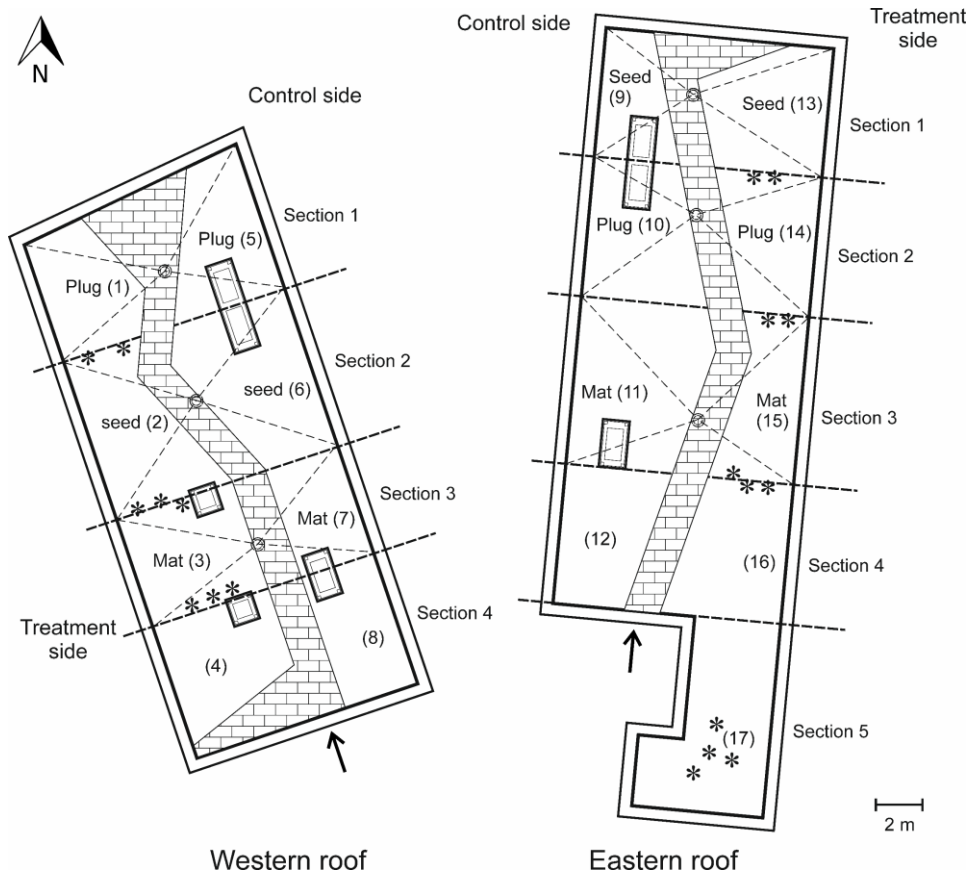 N
Control side
Plug (5)
Section 1
Plug (1)
Section 2
seed (6)
seed (2)
Section 3
Mat (7)
Mat (3)
Section 4
Treatment
side
(8)
(4)
Western roof
Control side
Treatment
side
Seed
(9)
Seed (13)
Section 1
Plug (10)
Plug (14)
Section 2
Mat (11)
Mat
(15)
Section 3
(12)
(16)
Section 4
(17)
Section 5
2 m
Eastern roof